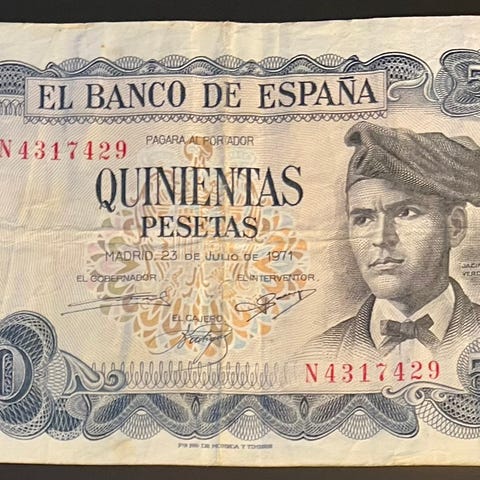 EL BANCO DE ESPAÑA
N4317429
PAGARA AL PORTADOR
QUINIENTAS
PESETAS
MADRID, 23 DE JULIO DE 1971
EL GOBERNADOR
EL INTERVENTOR
EL CAJERO
N4317429